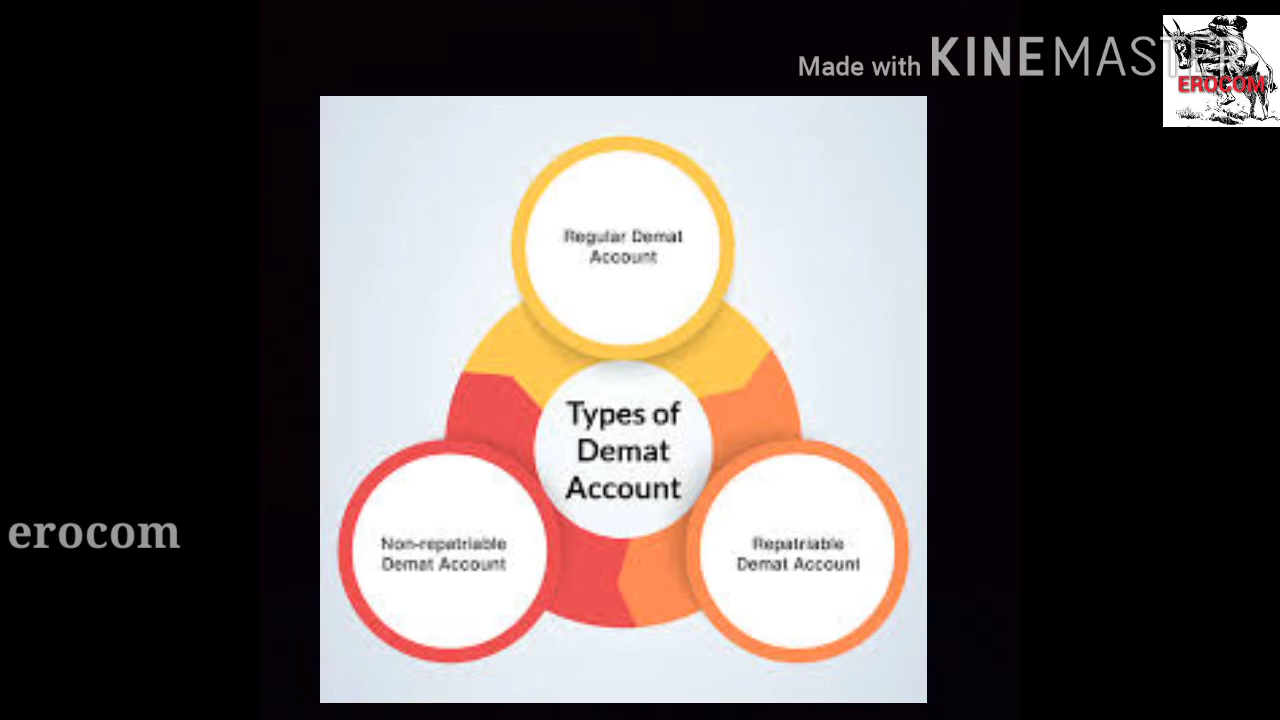 Made with KINEMASTER
EROCOM
Regular Demat
Account
Types of
Demat
Account
erocom
Non-repatriable
Demat Account
Repatriable
Demat Account